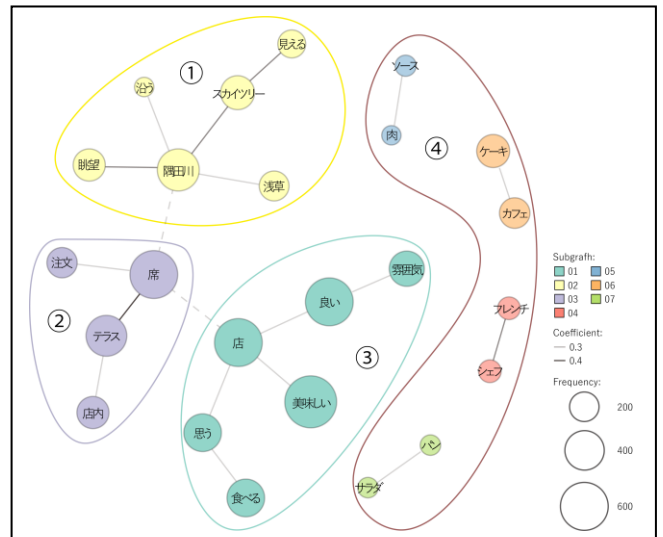 見える
①
スカイツリー
沿う
眺望
隅田川
浅草
ソース
肉
④
ケーキ
カフェ
注文
席
②
テラス
店内
雰囲気
良い
店
③
美味しい
思う
食べる
フレンチ
シェフ
パン
サラダ
Subgrafh:
01 05
02 06
03 07
04
Coefficient:
0.3
0.4
Frequency:
200
400
600